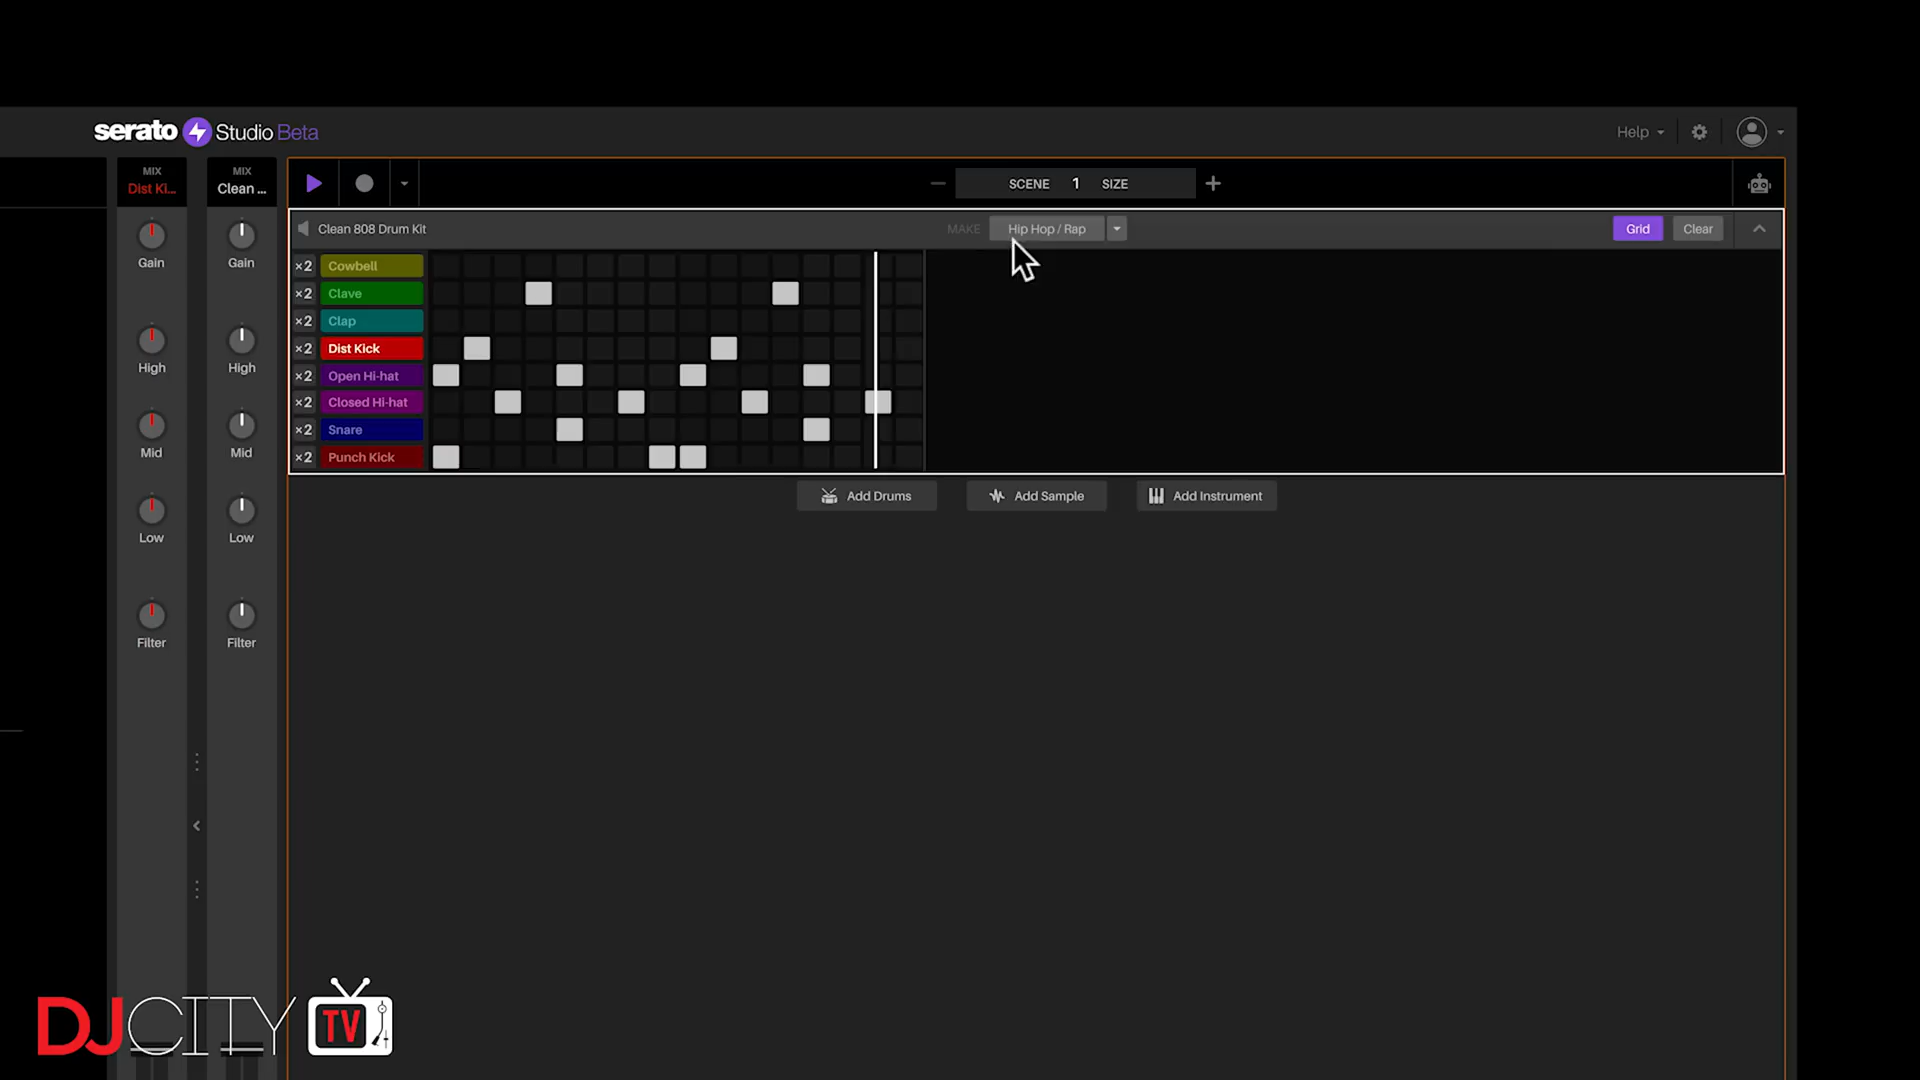 serato Studio Beta
Help
MIX
Dist Ki...
MIX
Clean ...
SCENE 1 SIZE
Clean 808 Drum Kit
MAKE
Hip Hop / Rap
Grid
Clear
Gain
Gain
High
High
Mid
Mid
Low
Low
Filter
Filter
×2 Cowbell
×2 Clave
×2 Clap
×2 Dist Kick
×2 Open Hi-hat
×2 Closed Hi-hat
×2 Snare
×2 Punch Kick
Add Drums
Add Sample
Add Instrument
DJCITY TV